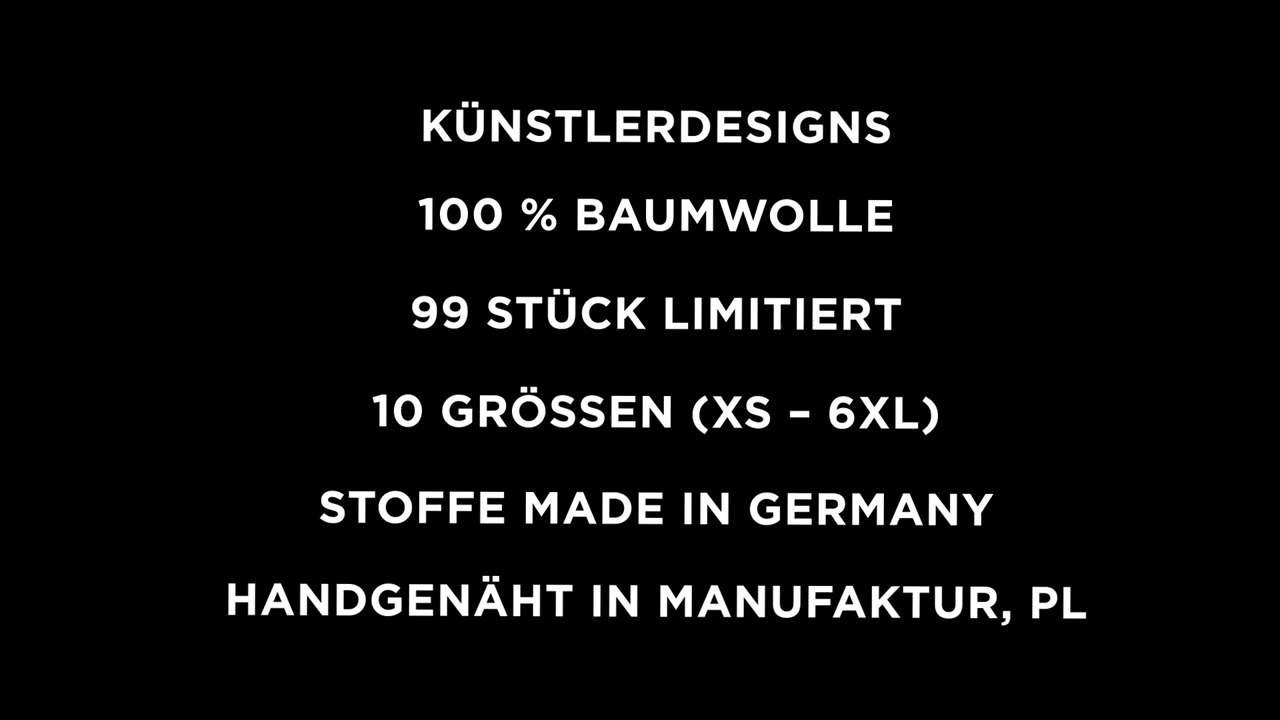 KÜNSTLERDESIGNS
100 % BAUMWOLLE
99 STÜCK LIMITIERT
10 GRÖSSEN (XS – 6XL)
STOFFE MADE IN GERMANY
HANDGENÄHT IN MANUFAKTUR, PL